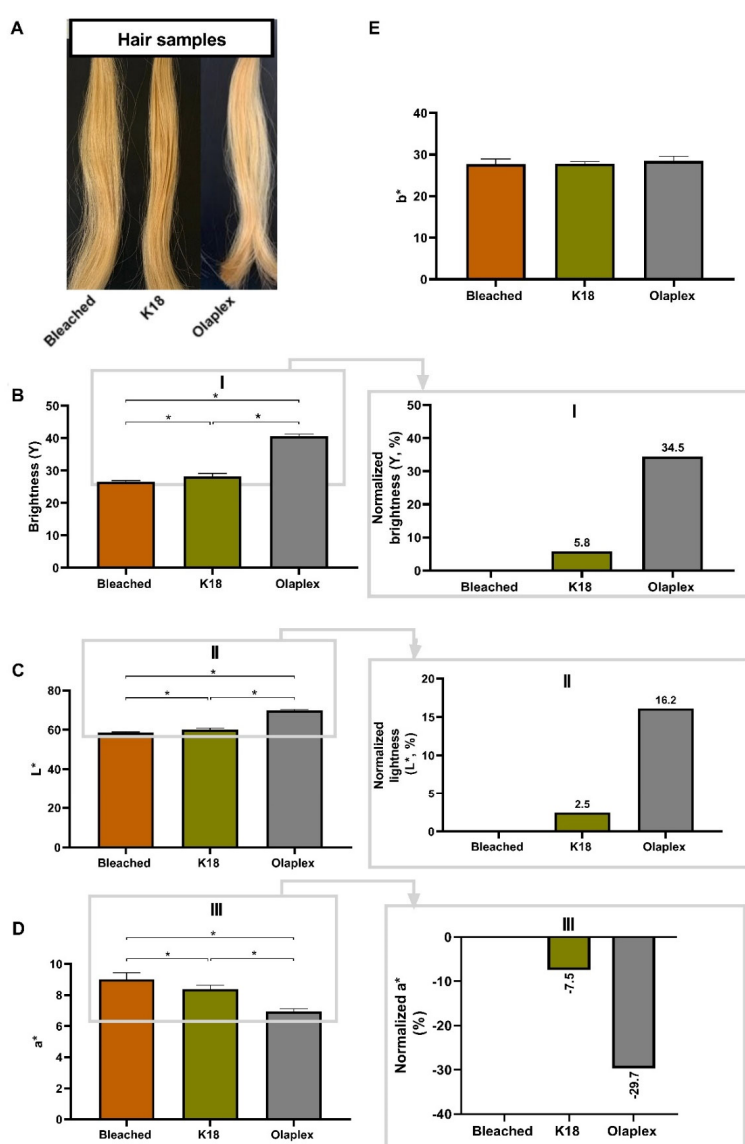 A
Hair samples
Bleached
K18
Olaplex
E
b*
40
30
20
10
0
Bleached K18 Olaplex
B
I
Brightness (Y)
50
40
30
20
10
0
* * *
Bleached K18 Olaplex
I
Normalized
brightness (Y, %)
50
40
30
20
10
0
5.8
34.5
Bleached K18 Olaplex
C
II
L*
80
60
40
20
0
* * *
Bleached K18 Olaplex
II
Normalized
lightness
(L*, %)
20
15
10
5
0
2.5
16.2
Bleached K18 Olaplex
D
III
a*
10
8
6
4
2
0
* * *
Bleached K18 Olaplex
III
Normalized a*
(%)
0
-10
-20
-30
-40
-7.5
-29.7
Bleached K18 Olaplex